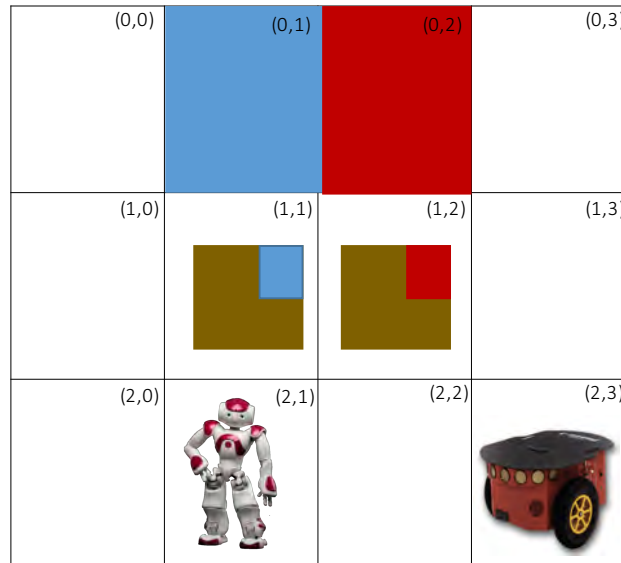 (0,0) (0,1) (0,2) (0,3)
(1,0) (1,1) (1,2) (1,3)
(2,0) (2,1) (2,2) (2,3)